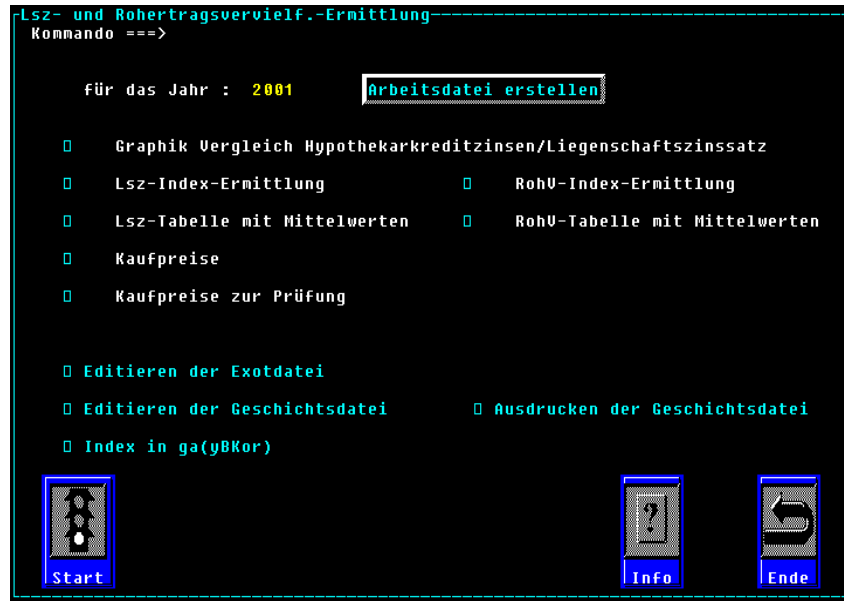 Lsz- und Rohertragsvervielf.-Ermittlung
Kommando ===>
für das Jahr : 2001 Arbeitsdatei erstellen
Graphik Vergleich Hypothekarkreditzinsen/Liegenschaftszinssatz
Lsz-Index-Ermittlung RohV-Index-Ermittlung
Lsz-Tabelle mit Mittelwerten RohV-Tabelle mit Mittelwerten
Kaufpreise
Kaufpreise zur Prüfung
Editieren der Exotdatei
Editieren der Geschichtsdatei Ausdrucken der Geschichtsdatei
Index in ga(yBKor)
?
Start Info Ende